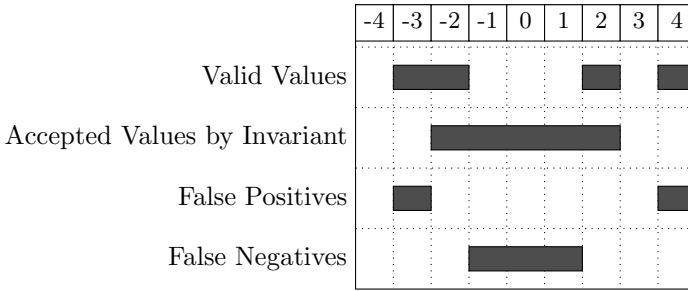 -4 -3 -2 -1 0 1 2 3 4
Valid Values
Accepted Values by Invariant
False Positives
False Negatives